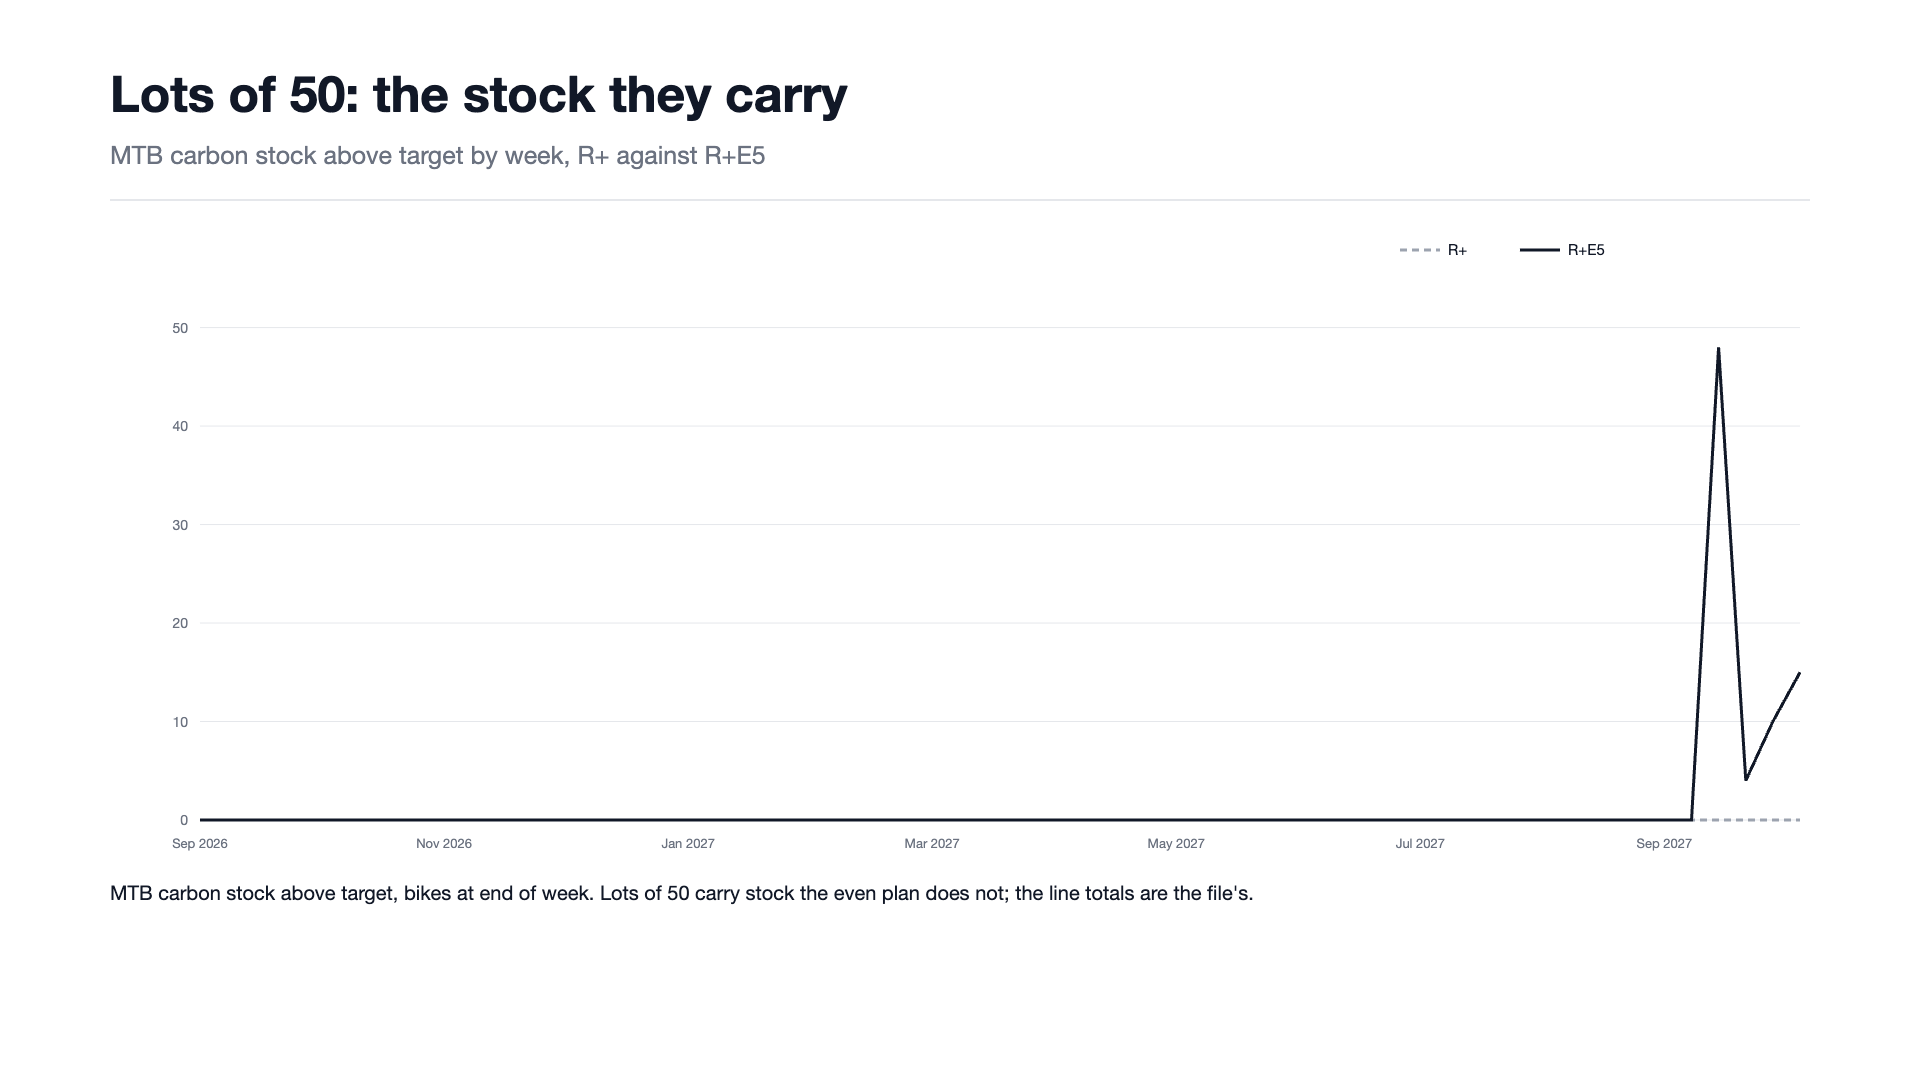 Lots of 50: the stock they carry
MTB carbon stock above target by week, R+ against R+E5
R+
R+E5
50
40
30
20
10
0
Sep 2026
Nov 2026
Jan 2027
Mar 2027
May 2027
Jul 2027
Sep 2027
MTB carbon stock above target, bikes at end of week. Lots of 50 carry stock the even plan does not; the line totals are the file's.